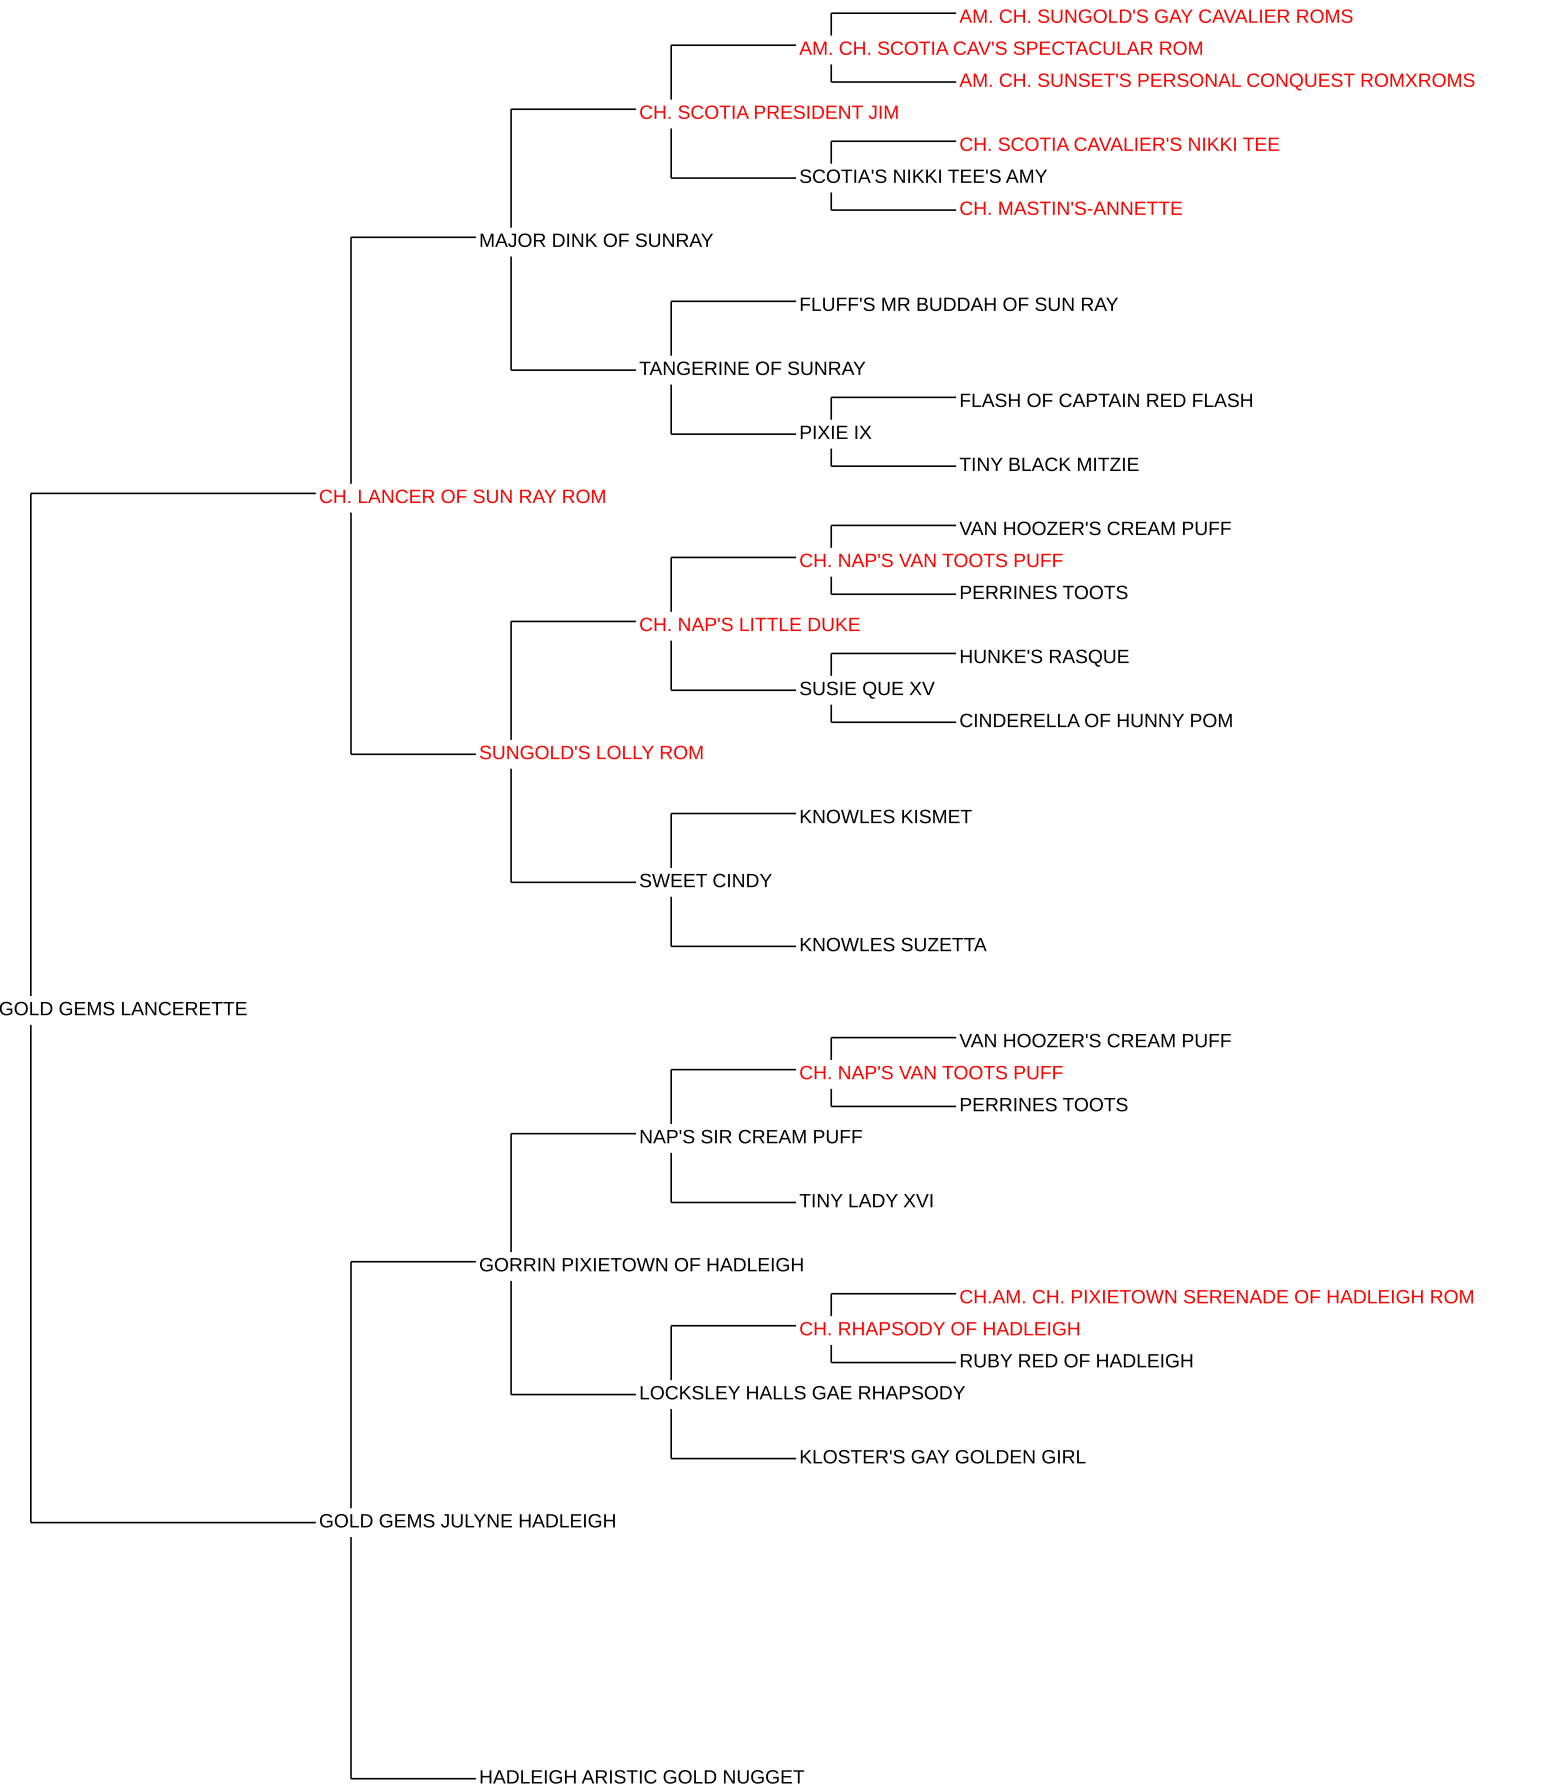 AM. CH. SUNGOLD'S GAY CAVALIER ROMS
AM. CH. SCOTIA CAV'S SPECTACULAR ROM
AM. CH. SUNSET'S PERSONAL CONQUEST ROMXROMS
CH. SCOTIA PRESIDENT JIM
CH. SCOTIA CAVALIER'S NIKKI TEE
SCOTIA'S NIKKI TEE'S AMY
CH. MASTIN'S-ANNETTE
MAJOR DINK OF SUNRAY
FLUFF'S MR BUDDAH OF SUN RAY
TANGERINE OF SUNRAY
FLASH OF CAPTAIN RED FLASH
PIXIE IX
TINY BLACK MITZIE
CH. LANCER OF SUN RAY ROM
VAN HOOZER'S CREAM PUFF
CH. NAP'S VAN TOOTS PUFF
PERRINES TOOTS
CH. NAP'S LITTLE DUKE
HUNKE'S RASQUE
SUSIE QUE XV
CINDERELLA OF HUNNY POM
SUNGOLD'S LOLLY ROM
KNOWLES KISMET
SWEET CINDY
KNOWLES SUZETTA
GOLD GEMS LANCERETTE
VAN HOOZER'S CREAM PUFF
CH. NAP'S VAN TOOTS PUFF
PERRINES TOOTS
NAP'S SIR CREAM PUFF
TINY LADY XVI
GORRIN PIXIETOWN OF HADLEIGH
CH.AM. CH. PIXIETOWN SERENADE OF HADLEIGH ROM
CH. RHAPSODY OF HADLEIGH
RUBY RED OF HADLEIGH
LOCKSLEY HALLS GAE RHAPSODY
KLOSTER'S GAY GOLDEN GIRL
GOLD GEMS JULYNE HADLEIGH
HADLEIGH ARISTIC GOLD NUGGET